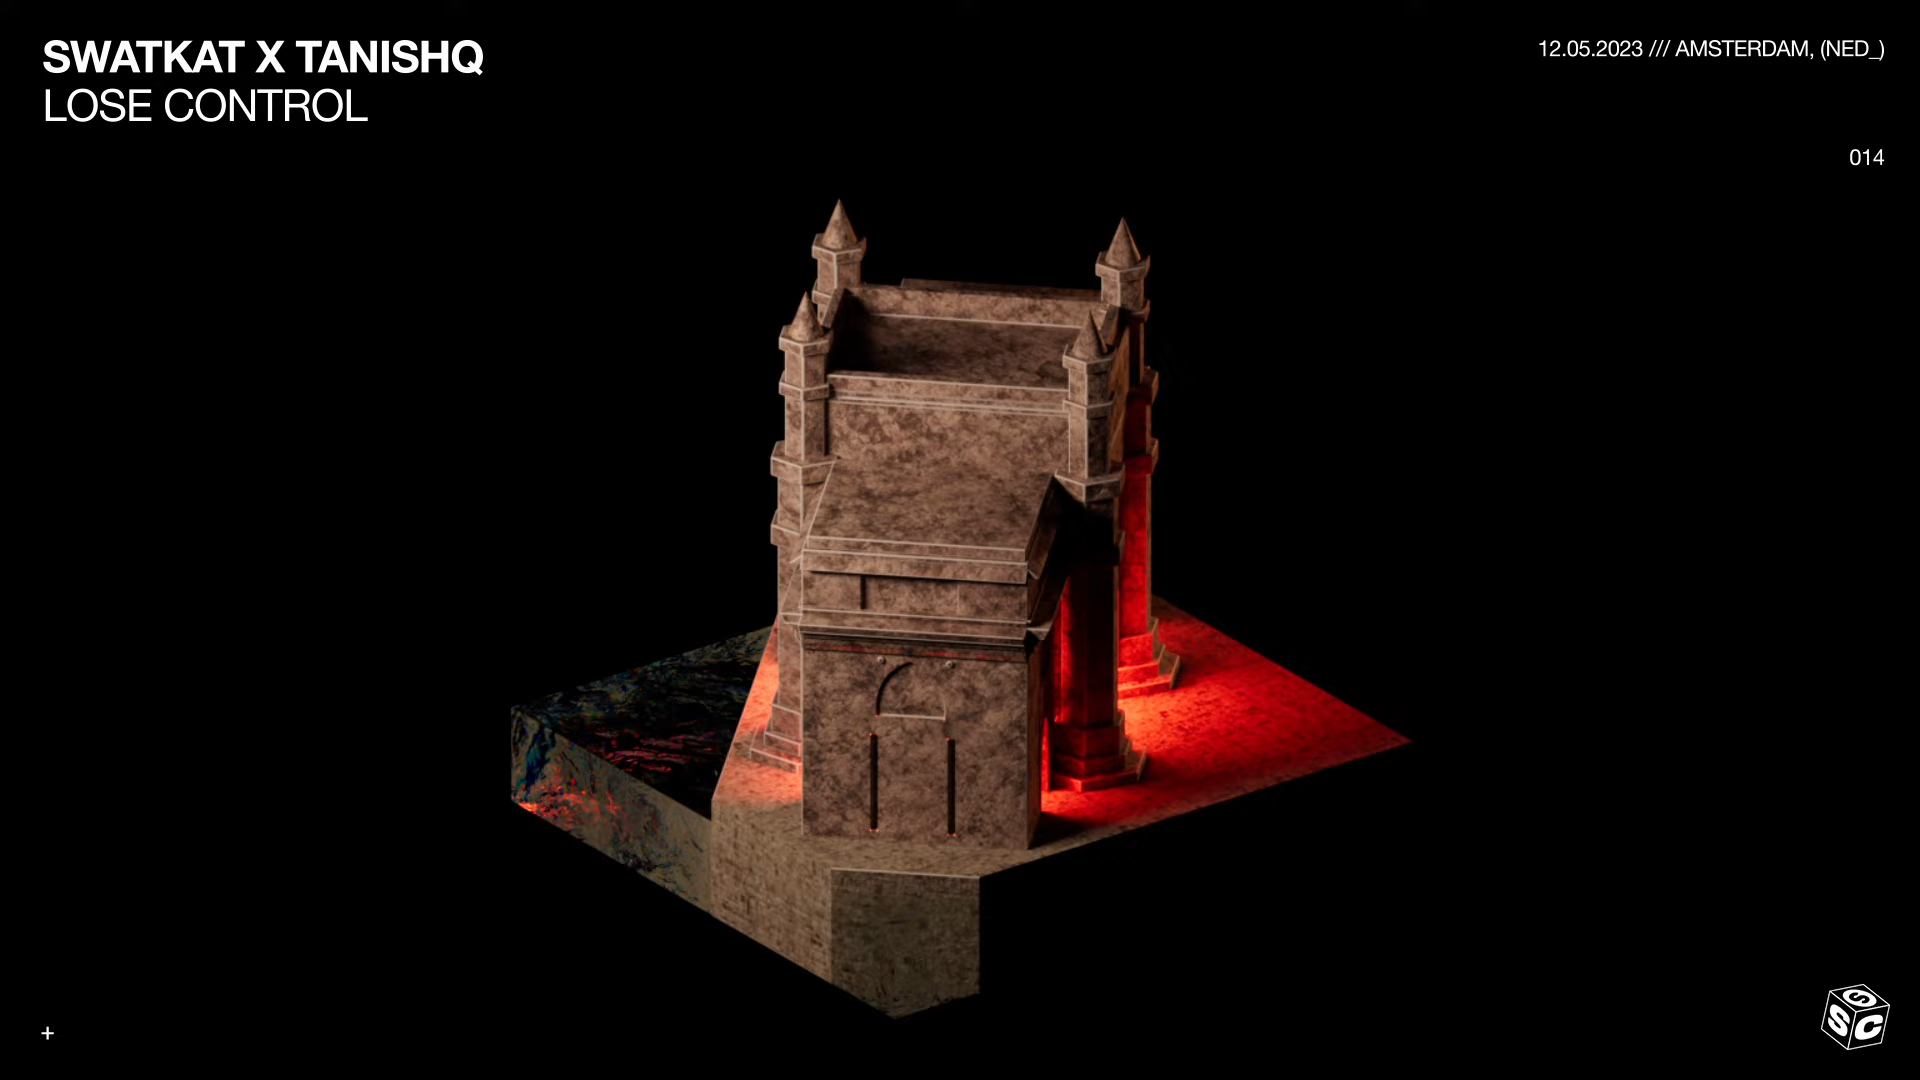 SWATKAT X TANISHQ
LOSE CONTROL
12.05.2023 /// AMSTERDAM, (NED_)
014
+
S
S C